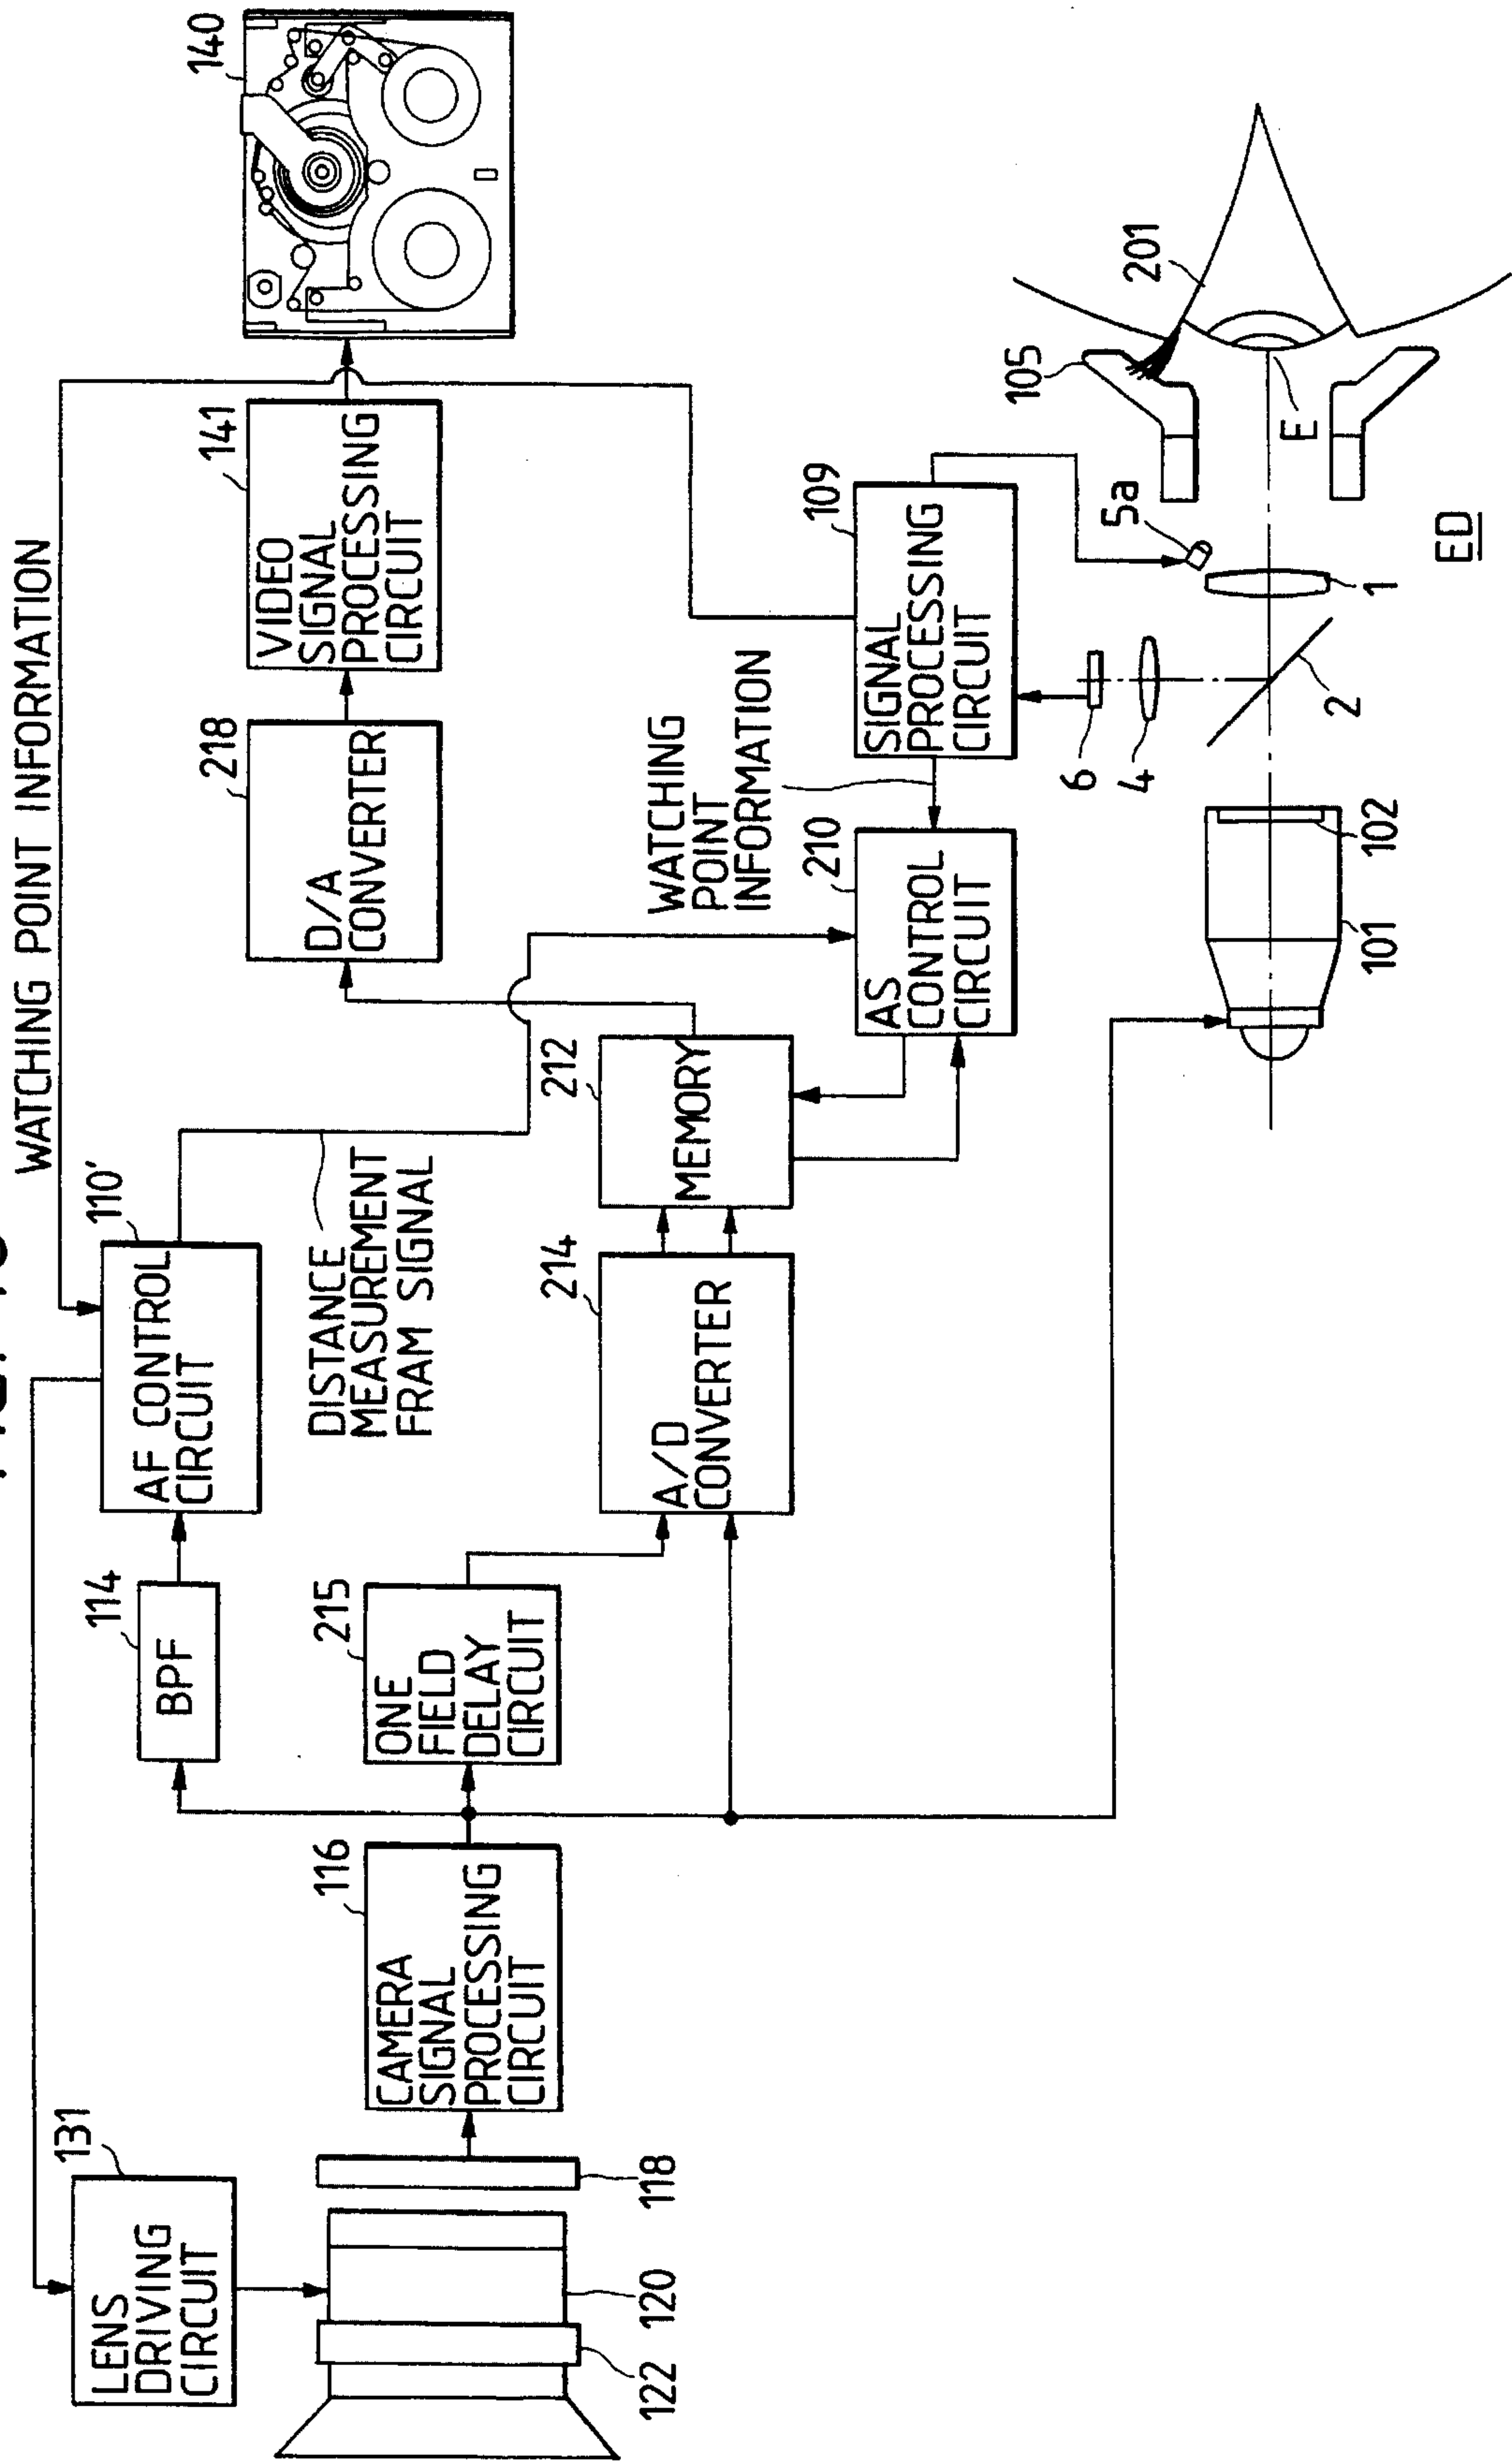 WATCHING POINT INFORMATION
131
LENS
DRIVING
CIRCUIT
114
BPF
110'
AF CONTROL
CIRCUIT
DISTANCE
MEASUREMENT
FRAM SIGNAL
218
D/A
CONVERTER
141
VIDEO
SIGNAL
PROCESSING
CIRCUIT
140
122
120
118
116
CAMERA
SIGNAL
PROCESSING
CIRCUIT
215
ONE
FIELD
DELAY
CIRCUIT
214
A/D
CONVERTER
212
MEMORY
WATCHING
POINT
INFORMATION
210
AS
CONTROL
CIRCUIT
109
SIGNAL
PROCESSING
CIRCUIT
105
201
5a
6
4
E
101
102
2
1
ED